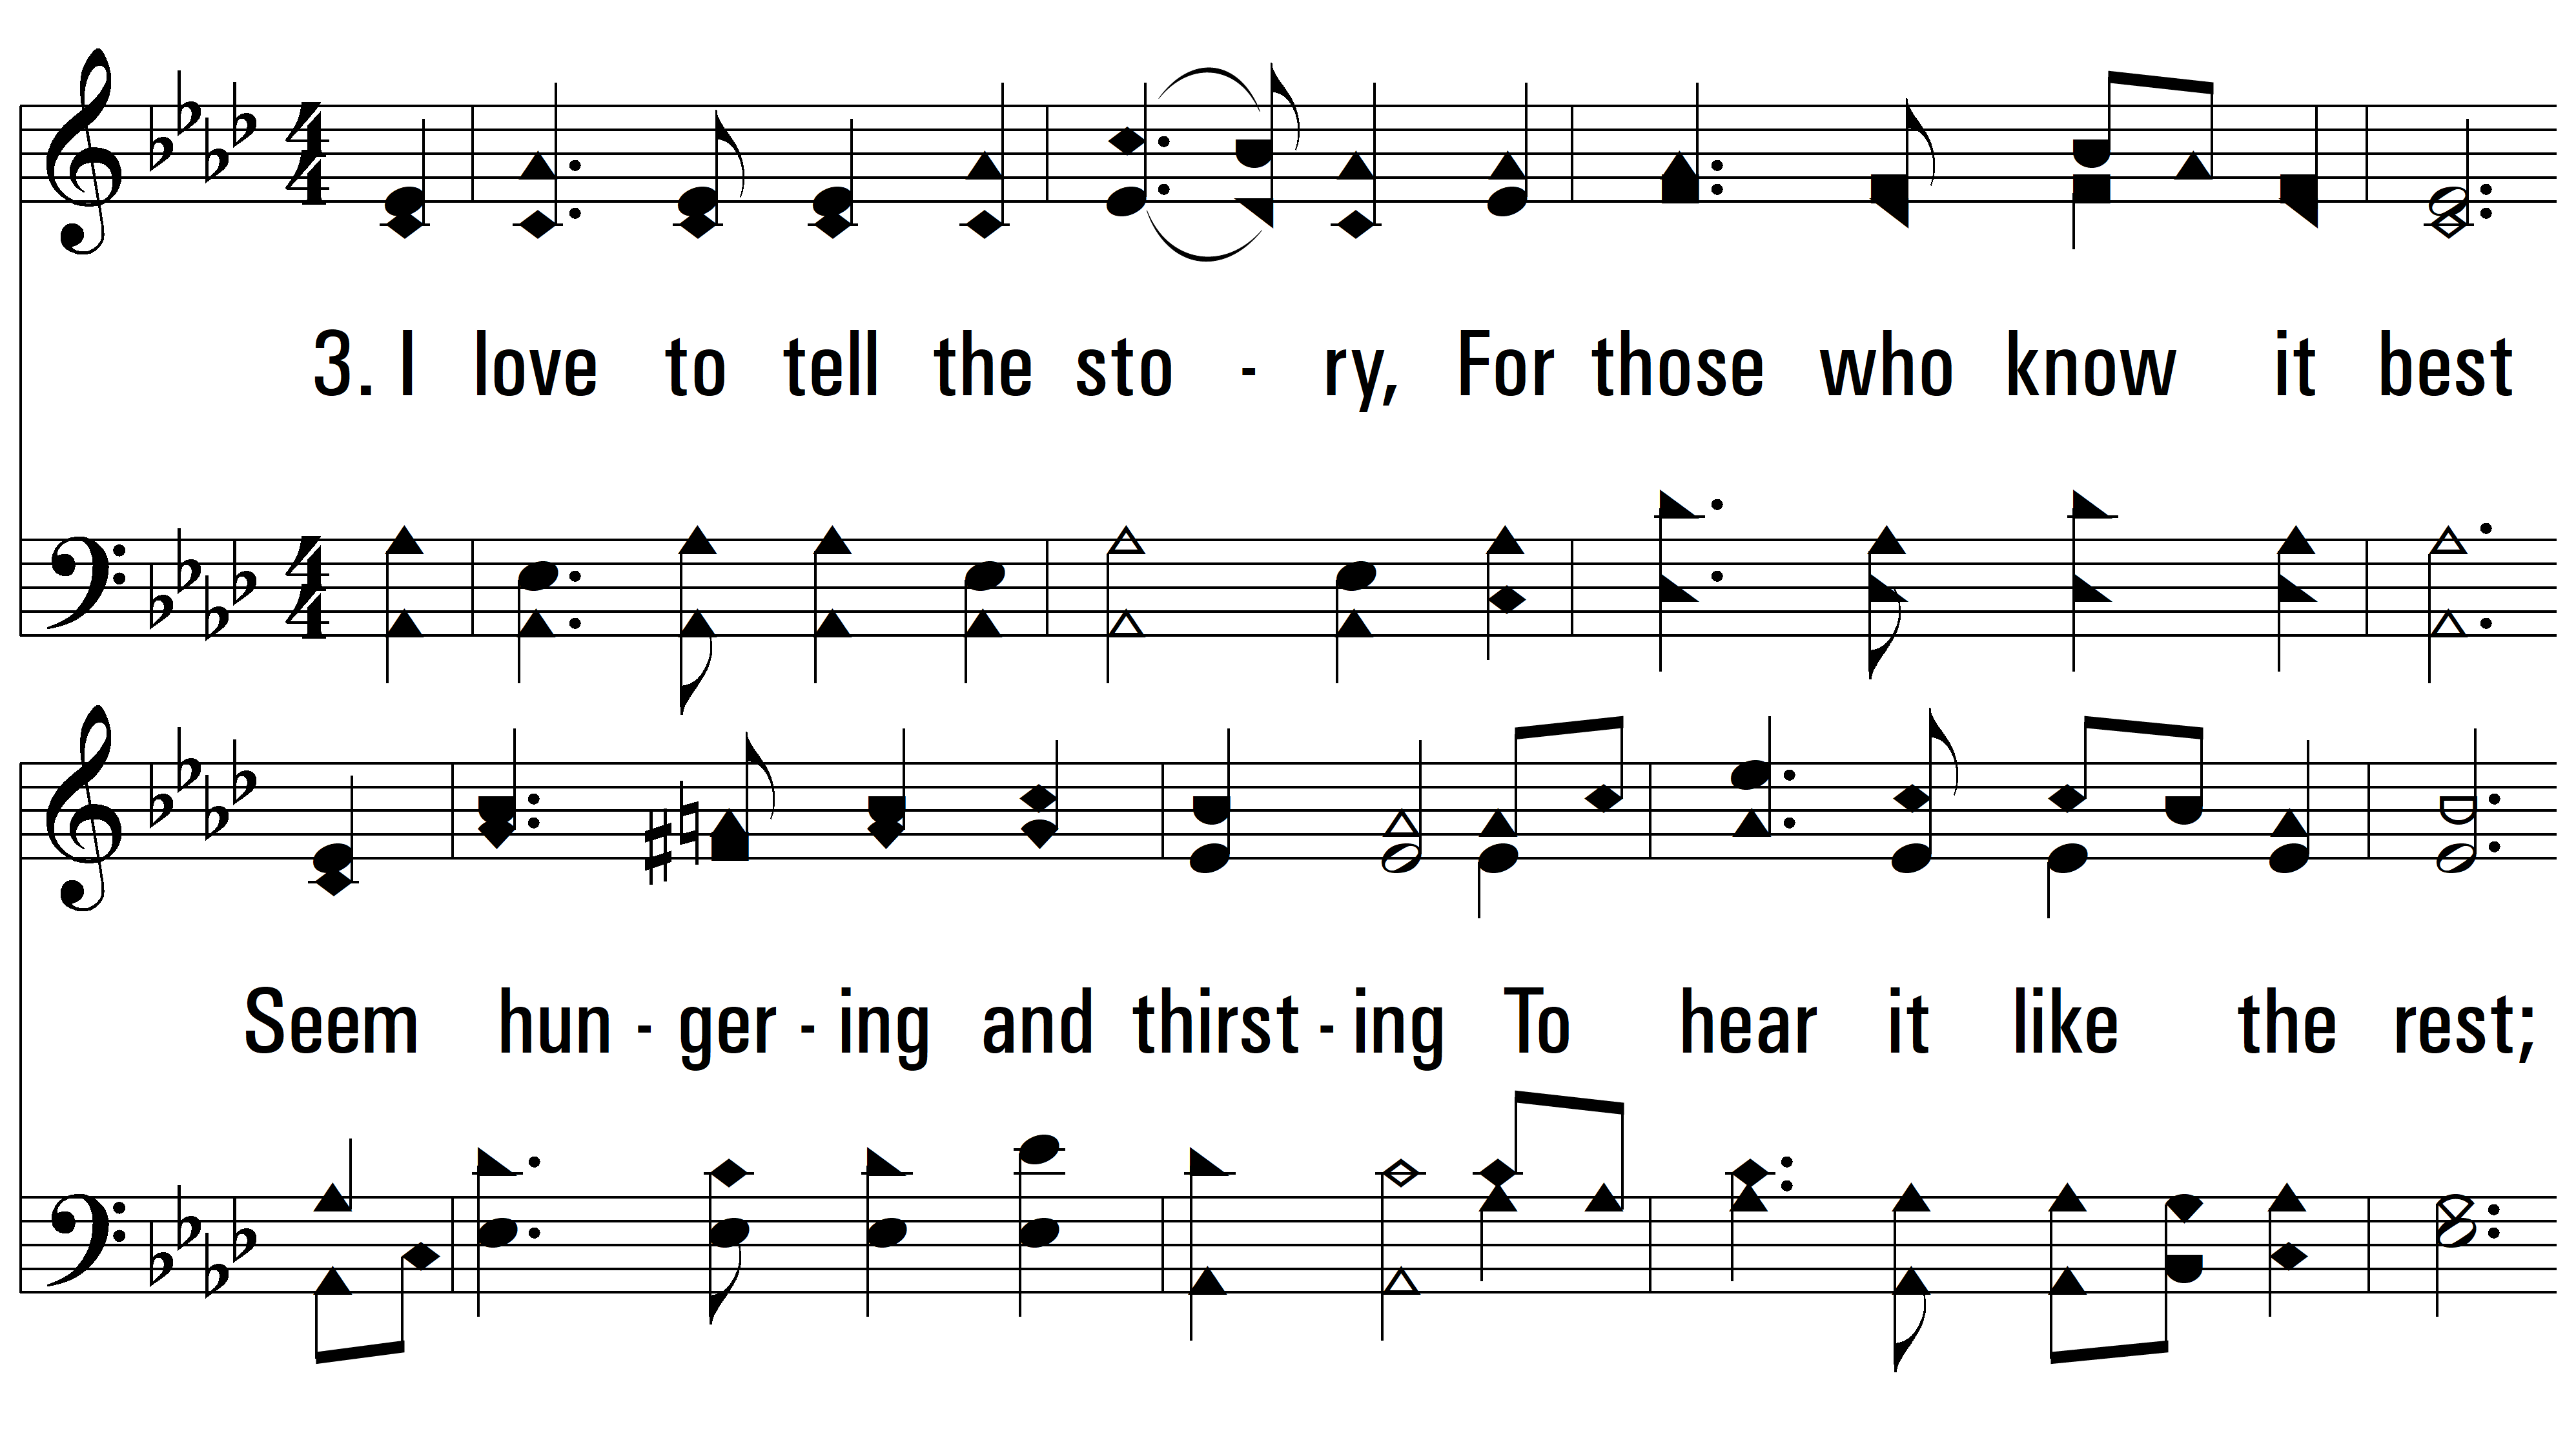 3. I love to tell the sto - ry, For those who know it best
Seem hun - ger - ing and thirst - ing To hear it like the rest;